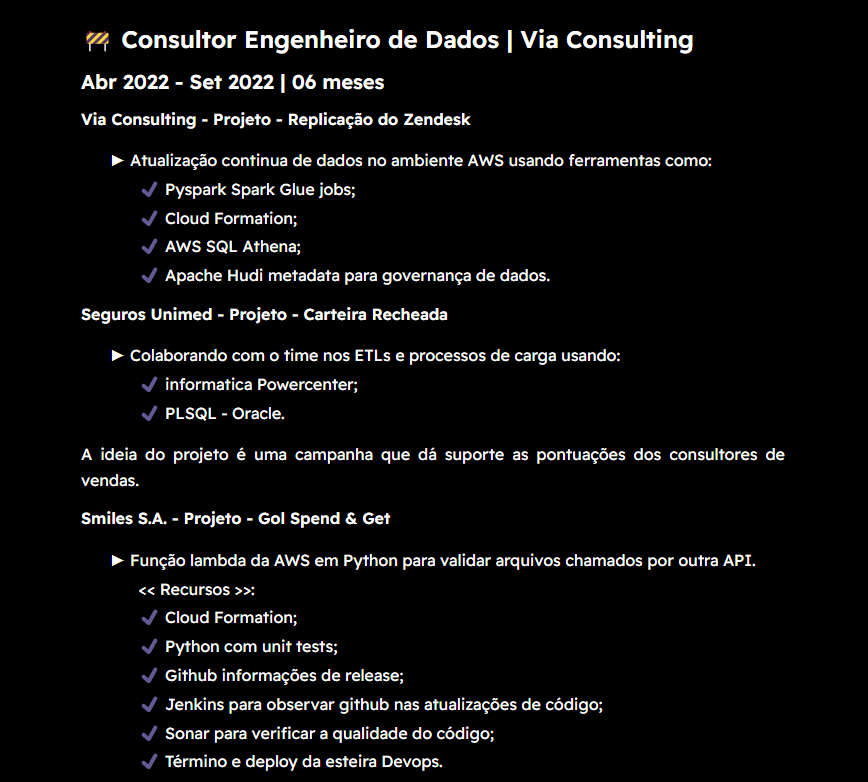 🚧 Consultor Engenheiro de Dados | Via Consulting
Abr 2022 - Set 2022 | 06 meses
Via Consulting - Projeto - Replicação do Zendesk
► Atualização continua de dados no ambiente AWS usando ferramentas como:
✔ Pyspark Spark Glue jobs;
✔ Cloud Formation;
✔ AWS SQL Athena;
✔ Apache Hudi metadata para governança de dados.
Seguros Unimed - Projeto - Carteira Recheada
► Colaborando com o time nos ETLs e processos de carga usando:
✔ informatica Powercenter;
✔ PLSQL - Oracle.
A ideia do projeto é uma campanha que dá suporte as pontuações dos consultores de
vendas.
Smiles S.A. - Projeto - Gol Spend & Get
► Função lambda da AWS em Python para validar arquivos chamados por outra API.
<< Recursos >>:
✔ Cloud Formation;
✔ Python com unit tests;
✔ Github informações de release;
✔ Jenkins para observar github nas atualizações de código;
✔ Sonar para verificar a qualidade do código;
✔ Término e deploy da esteira Devops.